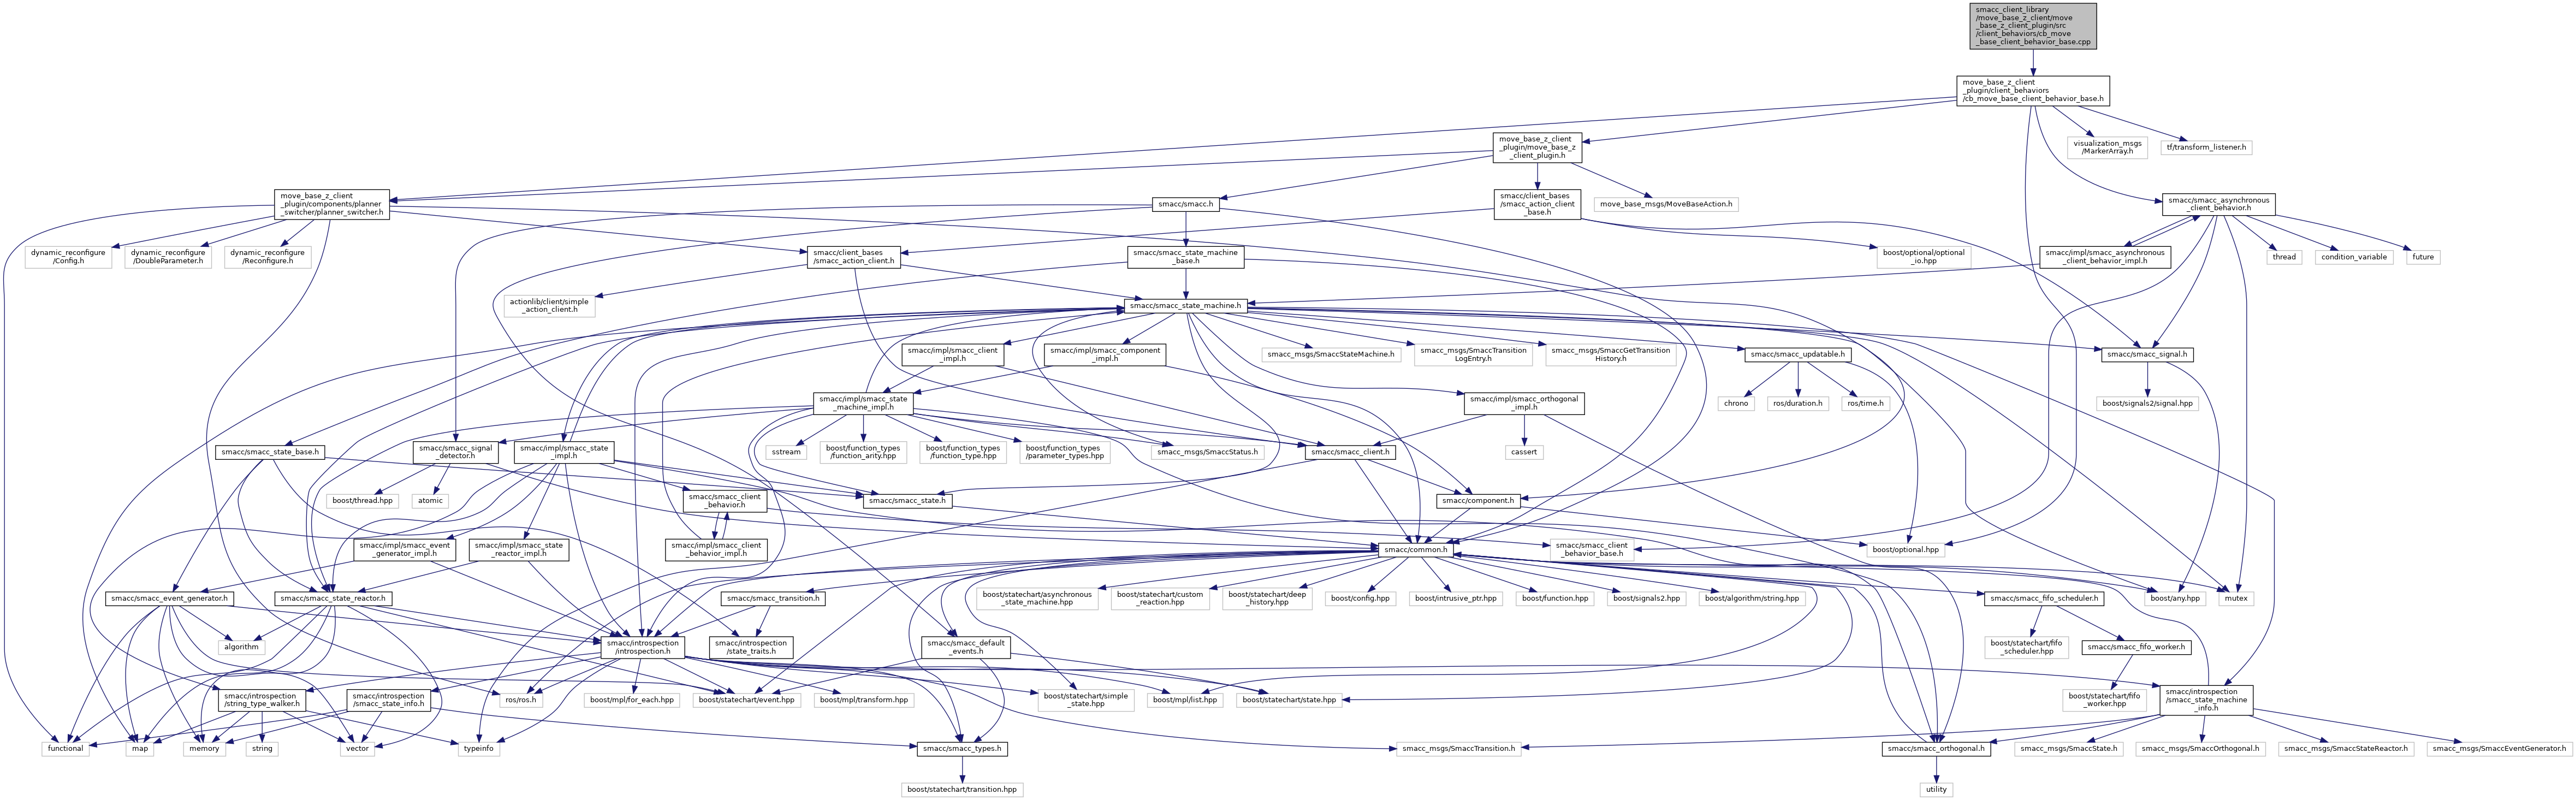 smacc_client_library
/move_base_z_client/move
_base_z_client_plugin/src
/client_behaviors/cb_move
_base_client_behavior_base.cpp
move_base_z_client
_plugin/client_behaviors
/cb_move_base_client_behavior_base.h
move_base_z_client
_plugin/move_base_z
_client_plugin.h
visualization_msgs
/MarkerArray.h
tf/transform_listener.h
move_base_z_client
_plugin/components/planner
_switcher/planner_switcher.h
smacc/smacc.h
smacc/client_bases
/smacc_action_client
_base.h
move_base_msgs/MoveBaseAction.h
smacc/smacc_asynchronous
_client_behavior.h
dynamic_reconfigure
/Config.h
dynamic_reconfigure
/DoubleParameter.h
dynamic_reconfigure
/Reconfigure.h
smacc/client_bases
/smacc_action_client.h
smacc/smacc_state_machine
_base.h
boost/optional/optional
_io.hpp
smacc/impl/smacc_asynchronous
_client_behavior_impl.h
thread
condition_variable
future
actionlib/client/simple
_action_client.h
smacc/smacc_state_machine.h
smacc/impl/smacc_client
_impl.h
smacc/impl/smacc_component
_impl.h
smacc_msgs/SmaccStateMachine.h
smacc_msgs/SmaccTransition
LogEntry.h
smacc_msgs/SmaccGetTransition
History.h
smacc/smacc_updatable.h
smacc/smacc_signal.h
smacc/impl/smacc_state
_machine_impl.h
smacc/impl/smacc_orthogonal
_impl.h
chrono
ros/duration.h
ros/time.h
boost/signals2/signal.hpp
smacc/smacc_state_base.h
smacc/smacc_signal
_detector.h
smacc/impl/smacc_state
_impl.h
sstream
boost/function_types
/function_arity.hpp
boost/function_types
/function_type.hpp
boost/function_types
/parameter_types.hpp
smacc_msgs/SmaccStatus.h
smacc/smacc_client.h
cassert
boost/thread.hpp
atomic
smacc/smacc_client
_behavior.h
smacc/smacc_state.h
smacc/component.h
smacc/impl/smacc_event
_generator_impl.h
smacc/impl/smacc_state
_reactor_impl.h
smacc/impl/smacc_client
_behavior_impl.h
smacc/common.h
smacc/smacc_client
_behavior_base.h
boost/optional.hpp
smacc/smacc_event_generator.h
smacc/smacc_state_reactor.h
smacc/smacc_transition.h
boost/statechart/asynchronous
_state_machine.hpp
boost/statechart/custom
_reaction.hpp
boost/statechart/deep
_history.hpp
boost/config.hpp
boost/intrusive_ptr.hpp
boost/function.hpp
boost/signals2.hpp
boost/algorithm/string.hpp
smacc/smacc_fifo_scheduler.h
boost/any.hpp
mutex
algorithm
smacc/introspection
/introspection.h
smacc/introspection
/state_traits.h
smacc/smacc_default
_events.h
boost/statechart/fifo
_scheduler.hpp
smacc/smacc_fifo_worker.h
smacc/introspection
/string_type_walker.h
smacc/introspection
/smacc_state_info.h
ros/ros.h
boost/mpl/for_each.hpp
boost/statechart/event.hpp
boost/mpl/transform.hpp
boost/statechart/simple
_state.hpp
boost/mpl/list.hpp
boost/statechart/state.hpp
boost/statechart/fifo
_worker.hpp
smacc/introspection
/smacc_state_machine
_info.h
functional
map
memory
string
vector
typeinfo
smacc/smacc_types.h
smacc_msgs/SmaccTransition.h
smacc/smacc_orthogonal.h
smacc_msgs/SmaccState.h
smacc_msgs/SmaccOrthogonal.h
smacc_msgs/SmaccStateReactor.h
smacc_msgs/SmaccEventGenerator.h
boost/statechart/transition.hpp
utility